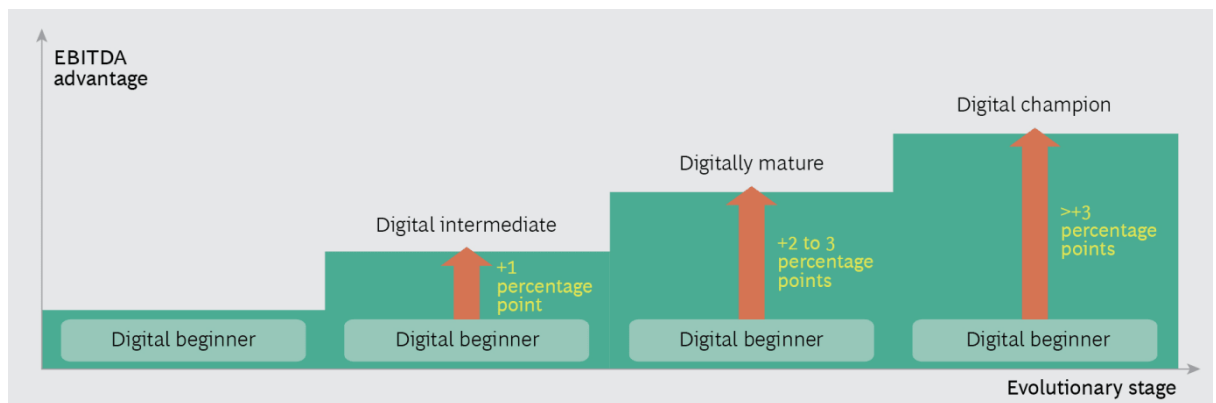 EBITDA
advantage
Digital champion
Digitally mature
Digital intermediate
>+3
percentage
points
+2 to 3
percentage
points
+1
percentage
point
Digital beginner
Digital beginner
Digital beginner
Digital beginner
Evolutionary stage